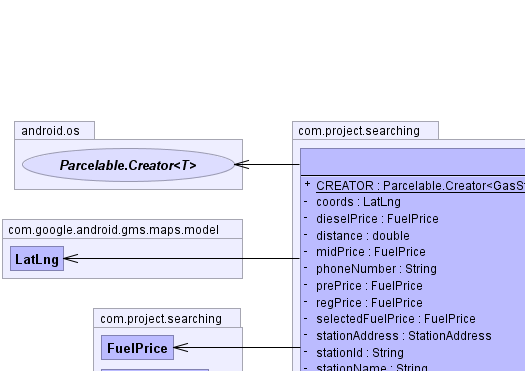 android.os
Parcelable.Creator<T>
com.google.android.gms.maps.model
LatLng
com.project.searching
FuelPrice
com.project.searching
+ CREATOR : Parcelable.Creator<GasSt
- coords : LatLng
- dieselPrice : FuelPrice
- distance : double
- midPrice : FuelPrice
- phoneNumber : String
- prePrice : FuelPrice
- regPrice : FuelPrice
- selectedFuelPrice : FuelPrice
- stationAddress : StationAddress
- stationId : String
- stationName : String